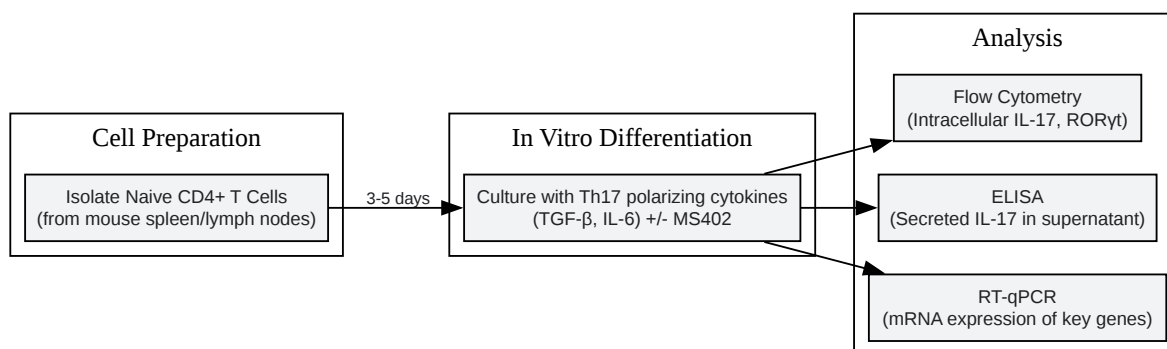 Cell Preparation
Isolate Naive CD4+ T Cells
(from mouse spleen/lymph nodes)
3-5 days
In Vitro Differentiation
Culture with Th17 polarizing cytokines
(TGF-β, IL-6) +/- MS402
Analysis
Flow Cytometry
(Intracellular IL-17, RORγt)
ELISA
(Secreted IL-17 in supernatant)
RT-qPCR
(mRNA expression of key genes)